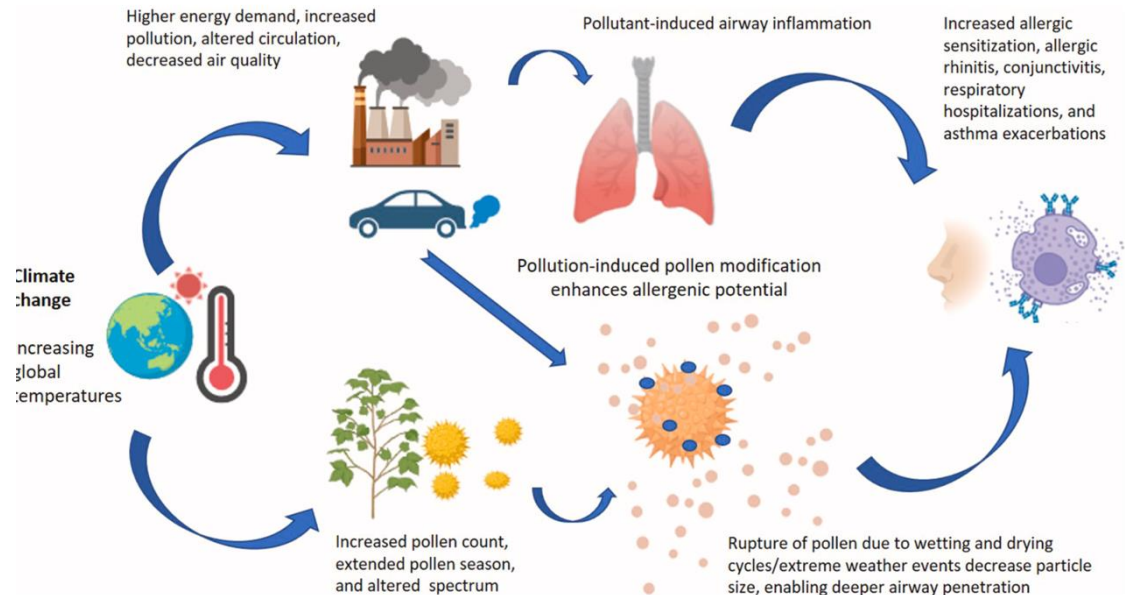 Higher energy demand, increased
pollution, altered circulation,
decreased air quality
Pollutant-induced airway inflammation
Increased allergic
sensitization, allergic
rhinitis, conjunctivitis,
respiratory
hospitalizations, and
asthma exacerbations
Climate
change
Increasing
global
temperatures
Pollution-induced pollen modification
enhances allergenic potential
Increased pollen count,
extended pollen season,
and altered spectrum
Rupture of pollen due to wetting and drying
cycles/extreme weather events decrease particle
size, enabling deeper airway penetration